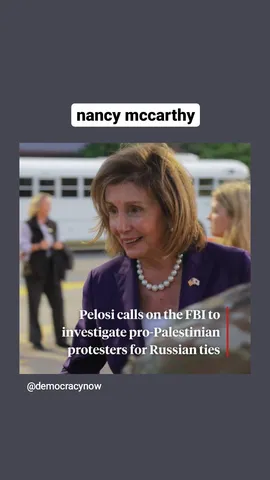 nancy mccarthy
Pelosi calls on the FBI to
investigate pro-Palestinian
protesters for Russian ties
@democracynow